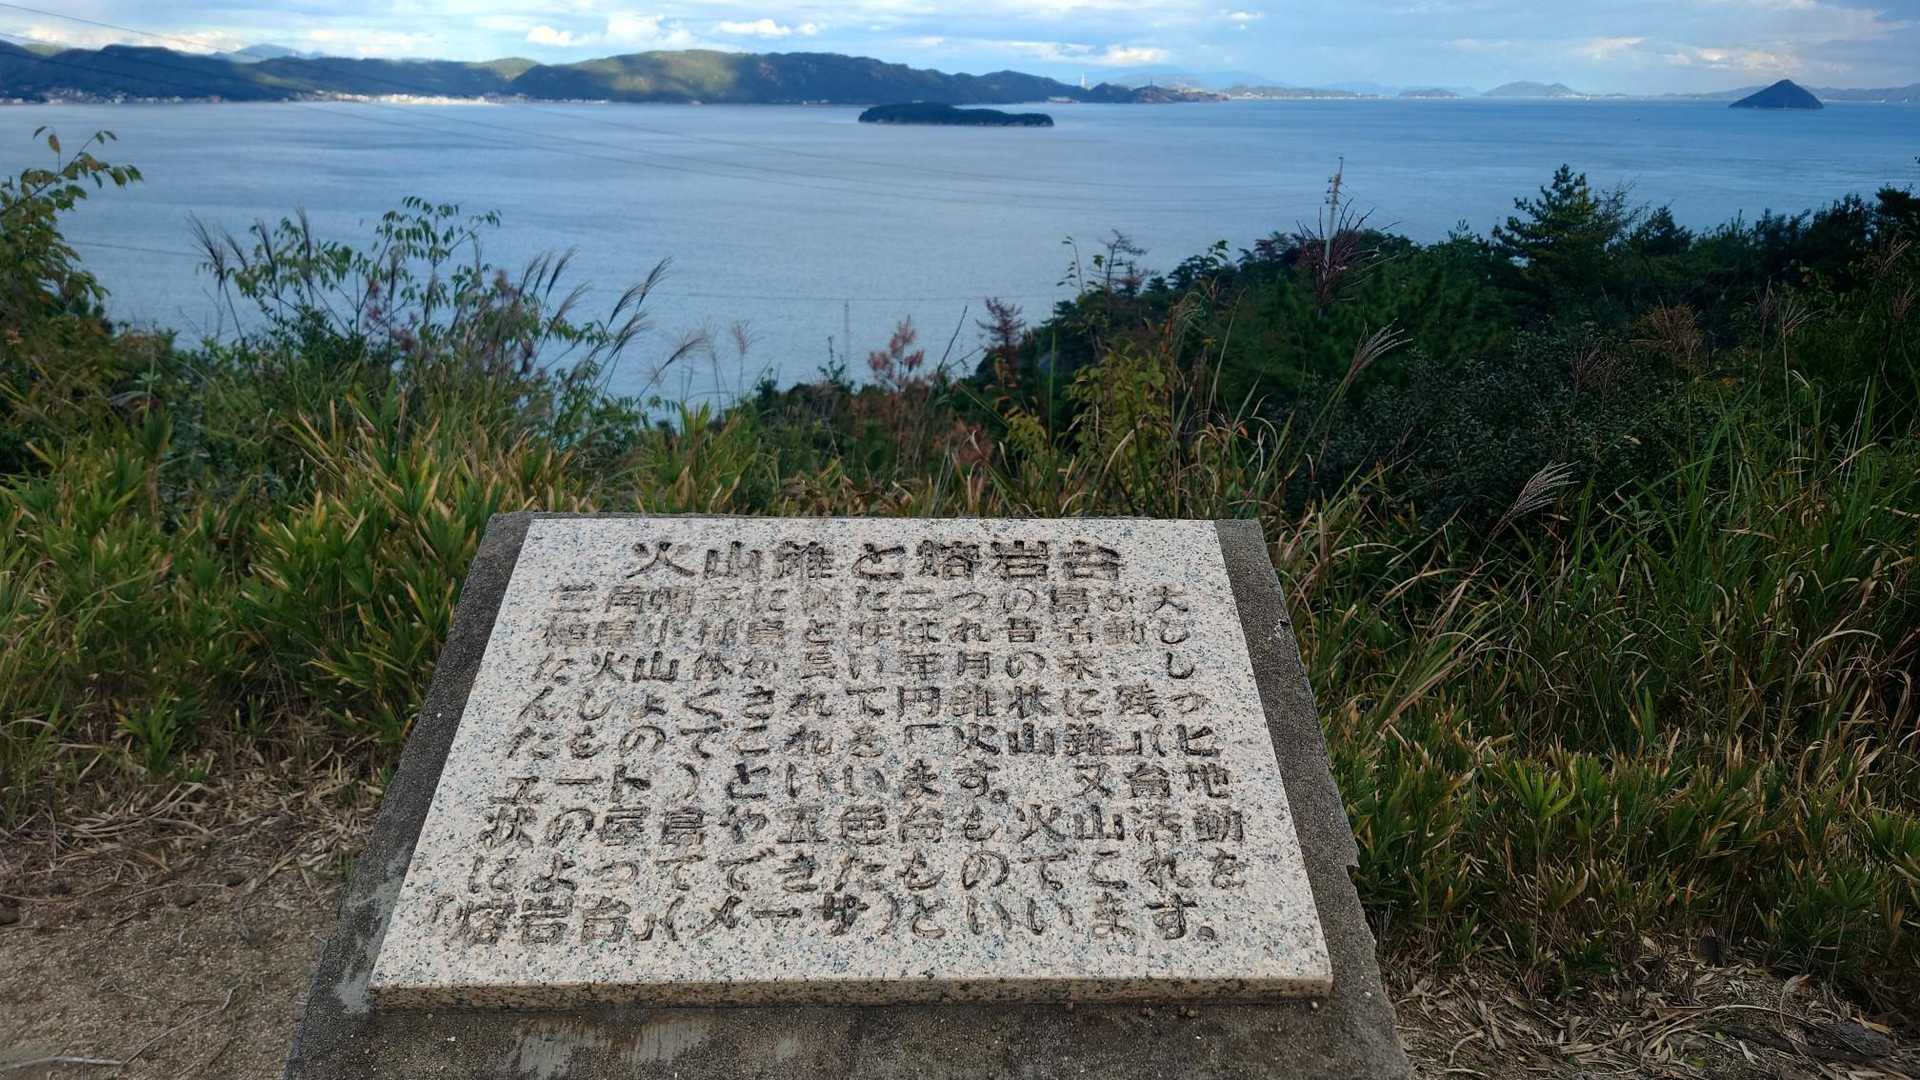 火山錐と熔岩台
三角帽子に似た二つの島が大
槌島小槌島と呼ばれ昔活動し
た火山体が長い年月の末、しし
んしょくされて円錐状に残っ
たものでこれを「火山錐」(ビ
ュート)といいます。又台地
状の屋島や五色台も火山活動
によってできたものでこれを
「熔岩台」(メーサ)といいます。